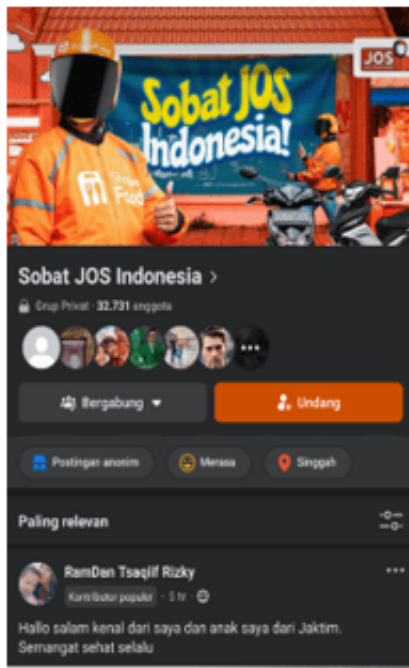 JOS
Sobat JOS
Indonesia!
Food
Sobat JOS Indonesia >
Grup Privat · 32.731 anggota
Bergabung
Undang
Postingan anonim
Merasa
Singgah
Paling relevan
RamDan Tsaqiif Rizky
Kontributor populer · 5 hr ·
Hallo salam kenal dari saya dan anak saya dari Jaktim.
Semangat sehat selalu